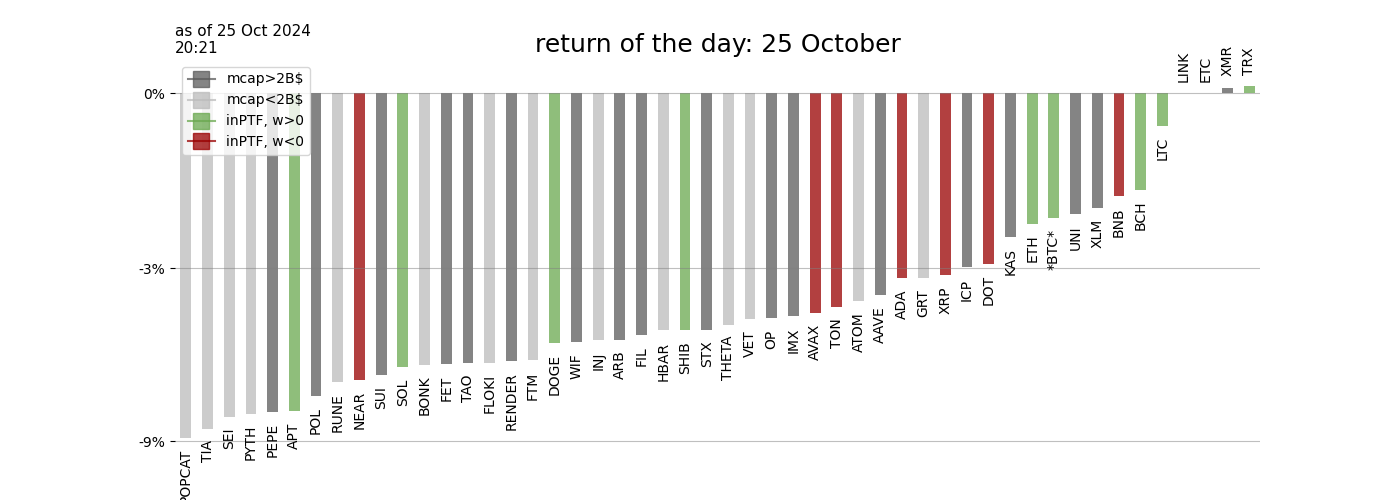 as of 25 Oct 2024
20:21
return of the day: 25 October
mcap>2B$
mcap<2B$
inPTF, w>0
inPTF, w<0
0%
-3%
-9%
POPCAT
TIA
SEI
PYTH
PEPE
APT
POL
RUNE
NEAR
SUI
SOL
BONK
FET
TAO
FLOKI
RENDER
FTM
DOGE
WIF
INJ
ARB
FIL
HBAR
SHIB
STX
THETA
VET
OP
IMX
AVAX
TON
ATOM
AAVE
ADA
GRT
XRP
ICP
DOT
KAS
ETH
*BTC*
UNI
XLM
BNB
BCH
LTC
LINK
ETC
XMR
TRX